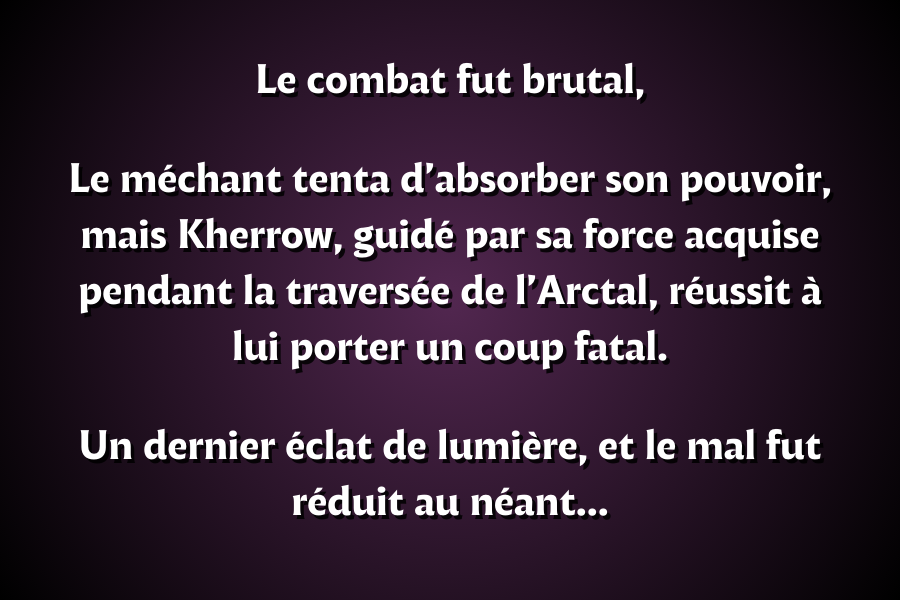 Le combat fut brutal,
Le méchant tenta d’absorber son pouvoir,
mais Kherrow, guidé par sa force acquise
pendant la traversée de l’Arctal, réussit à
lui porter un coup fatal.
Un dernier éclat de lumière, et le mal fut
réduit au néant...